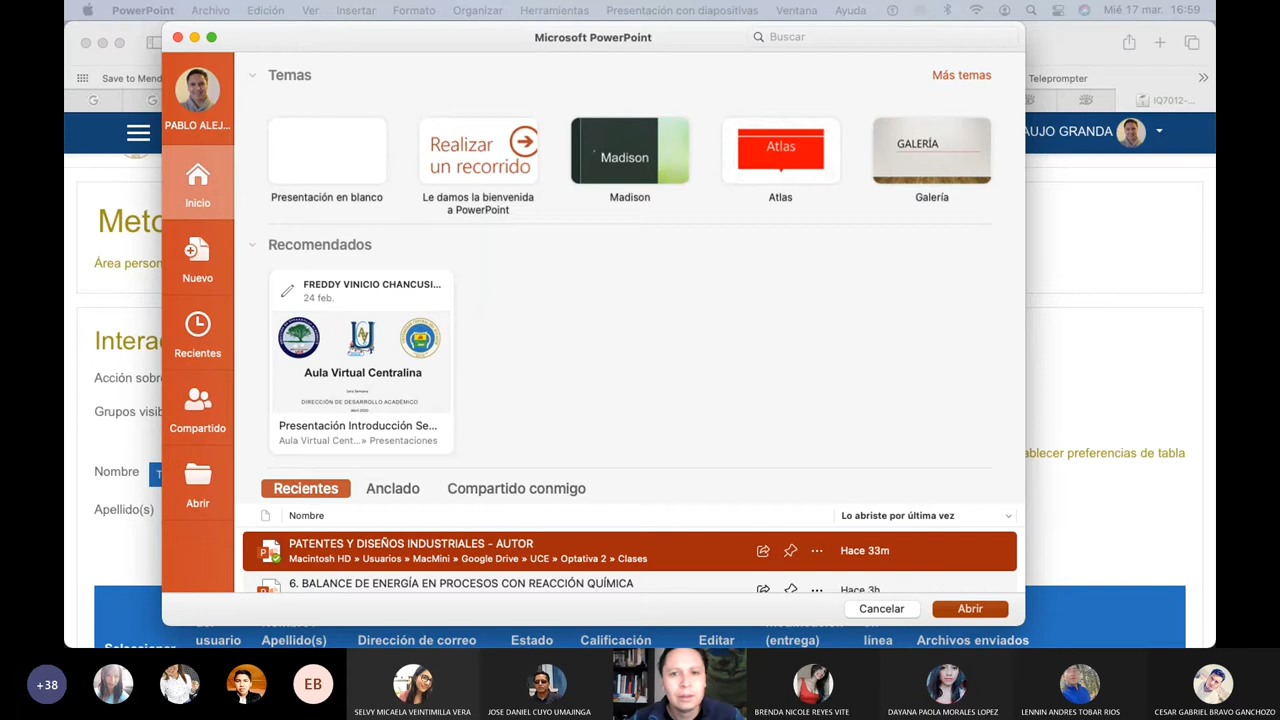 PowerPoint Archivo Edición Ver Insertar Formato Organizar Herramientas Presentación con diapositivas Ventana Ayuda Mié 17 mar. 16:59
Microsoft PowerPoint
Buscar
Save to Mend
Teleprompter
IQ7012-...
PABLO ALEJ...
AUJO GRANDA
Inicio
Nuevo
Recientes
Compartido
Abrir
Temas
Más temas
Realizar
un recorrido
Madison
Atlas
GALERÍA
Presentación en blanco
Le damos la bienvenida
a PowerPoint
Madison
Atlas
Galería
Recomendados
FREDDY VINICIO CHANCUSI...
24 feb.
Aula Virtual Centralina
DIRECCIÓN DE DESARROLLO ACADÉMICO
Abril 2020
Presentación Introducción Se...
Aula Virtual Cent...» Presentaciones
Recientes Anclado Compartido conmigo
Nombre
Lo abriste por última vez
PATENTES Y DISEÑOS INDUSTRIALES - AUTOR
Macintosh HD » Usuarios » MacMini » Google Drive » UCE » Optativa 2 » Clases
Hace 33m
6. BALANCE DE ENERGÍA EN PROCESOS CON REACCIÓN QUÍMICA
Hace 3h
Cancelar
Abrir
Meto
Área person
Interac
Acción sobre
Grupos visib
Nombre T
Apellido(s)
ablecer preferencias de tabla
Seleccionar
usuario
Apellido(s)
Dirección de correo
Estado
Calificación
Editar
(entrega)
línea
Archivos enviados
+38
EB
SELVY MICAELA VEINTIMILLA VERA
JOSE DANIEL CUYO UMAJINGA
BRENDA NICOLE REYES VITE
DAYANA PAOLA MORALES LOPEZ
LENNIN ANDRES TOBAR RIOS
CESAR GABRIEL BRAVO GANCHOZO